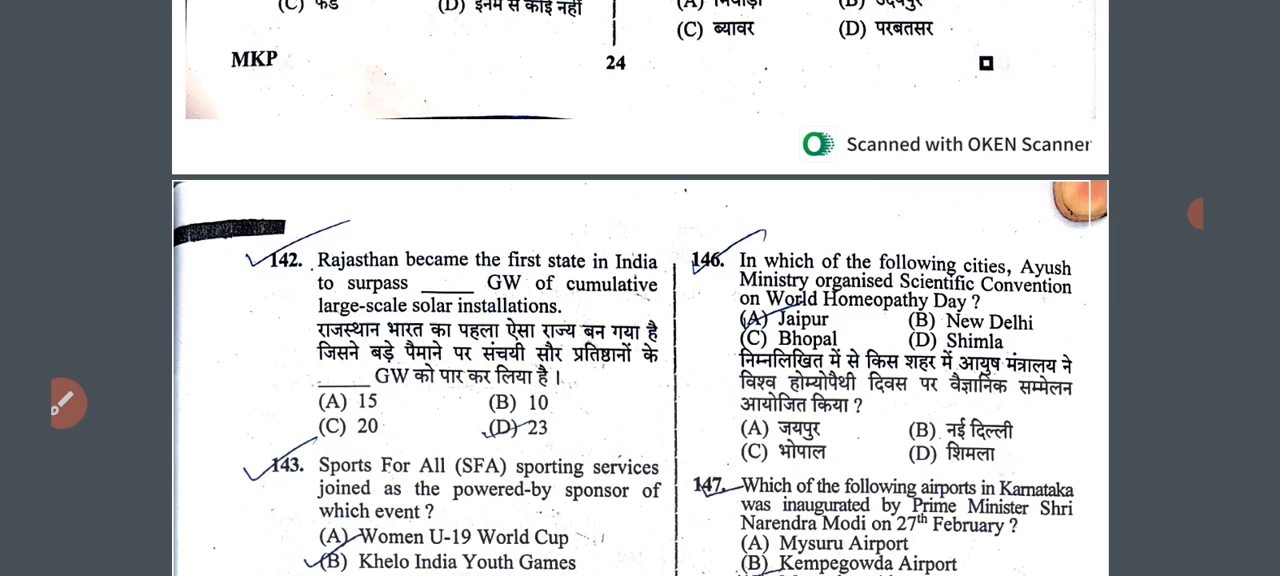 (C) फड
(D) इनमें से कोई नहीं
(C) ब्यावर
(D) परबतसर
MKP
24
Scanned with OKEN Scanner
142. Rajasthan became the first state in India
to surpass _____ GW of cumulative
large-scale solar installations.
राजस्थान भारत का पहला ऐसा राज्य बन गया है
जिसने बड़े पैमाने पर संचयी सौर प्रतिष्ठानों के
_____ GW को पार कर लिया है ।
(A) 15
(B) 10
(C) 20
(D) 23
143. Sports For All (SFA) sporting services
joined as the powered-by sponsor of
which event ?
(A) Women U-19 World Cup
(B) Khelo India Youth Games
146. In which of the following cities, Ayush
Ministry organised Scientific Convention
on World Homeopathy Day ?
(A) Jaipur
(B) New Delhi
(C) Bhopal
(D) Shimla
निम्नलिखित में से किस शहर में आयुष मंत्रालय ने
विश्व होम्योपैथी दिवस पर वैज्ञानिक सम्मेलन
आयोजित किया ?
(A) जयपुर
(B) नई दिल्ली
(C) भोपाल
(D) शिमला
147. Which of the following airports in Karnataka
was inaugurated by Prime Minister Shri
Narendra Modi on 27th February ?
(A) Mysuru Airport
(B) Kempegowda Airport